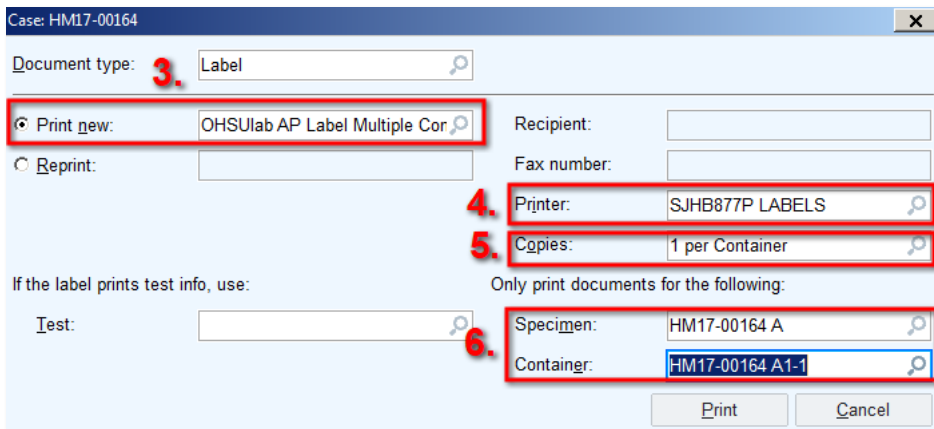 Case: HM17-00164
x
Document type: 3. Label
Print new: OHSUlab AP Label Multiple Con
Recipient:
Reprint:
Fax number:
4. Printer: SJHB877P LABELS
5. Copies: 1 per Container
If the label prints test info, use:
Only print documents for the following:
Test:
6. Specimen: HM17-00164 A
Container: HM17-00164 A1-1
Print Cancel